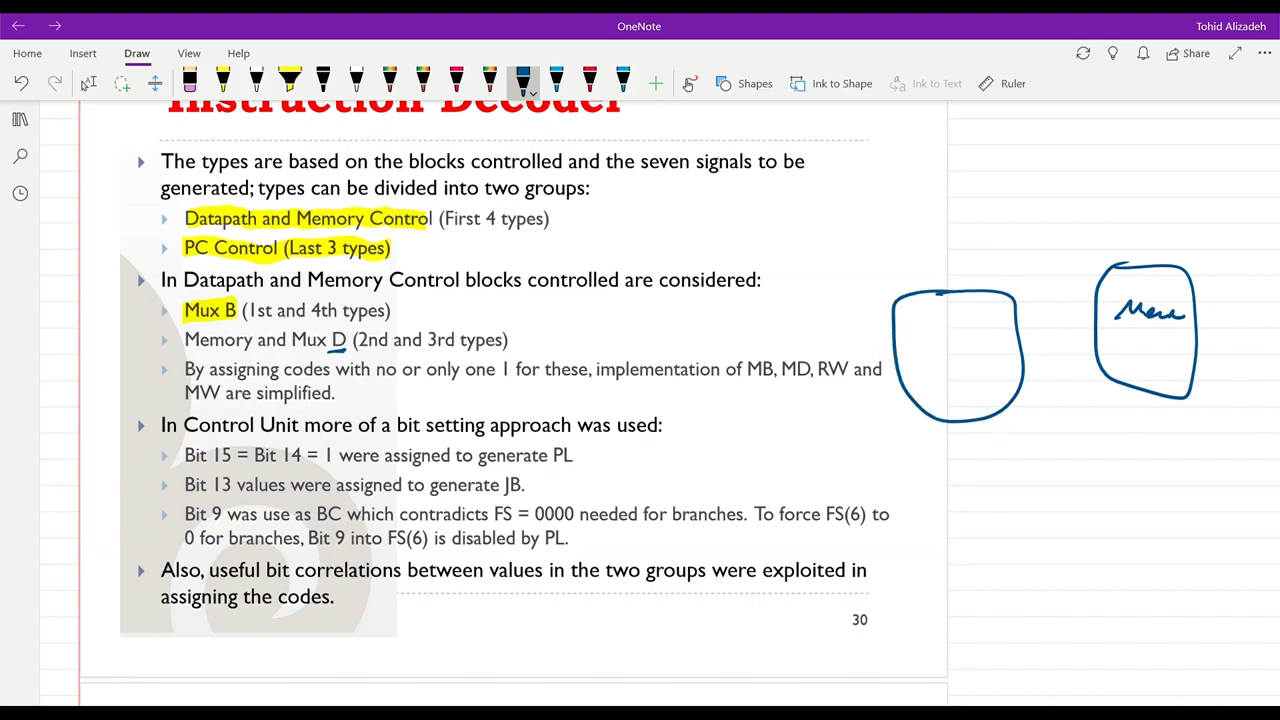 OneNote
Tohid Alizadeh
Home Insert Draw View Help
Share
Shapes Ink to Shape Ink to Text Ruler
Instruction Decoder
The types are based on the blocks controlled and the seven signals to be
generated; types can be divided into two groups:
Datapath and Memory Control (First 4 types)
PC Control (Last 3 types)
In Datapath and Memory Control blocks controlled are considered:
Mux B (1st and 4th types)
Memory and Mux D (2nd and 3rd types)
By assigning codes with no or only one 1 for these, implementation of MB, MD, RW and
MW are simplified.
In Control Unit more of a bit setting approach was used:
Bit 15 = Bit 14 = 1 were assigned to generate PL
Bit 13 values were assigned to generate JB.
Bit 9 was use as BC which contradicts FS = 0000 needed for branches. To force FS(6) to
0 for branches, Bit 9 into FS(6) is disabled by PL.
Also, useful bit correlations between values in the two groups were exploited in
assigning the codes.
30